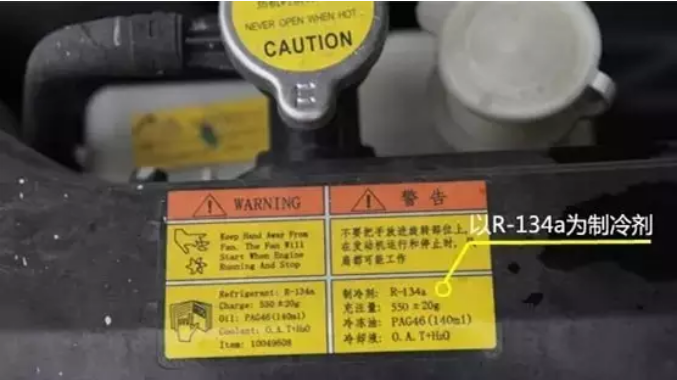 NEVER OPEN WHEN HOT
CAUTION
WARNING
Keep Hand Away From
Fan. The Fan Will
Start When Engine
Running And Stop
Refrigerant: R-134a
Charge: 550±20g
Oil: PAG46(140ml)
Coolant: O.A.T+H₂O
Item: 10049608
警告
不要把手放进旋转部位上,
在发动机运行和停止时,
扇都可能工作
制冷剂: R-134a
充注量: 550±20g
冷冻油: PAG46(140ml)
冷却液: O.A.T+H₂O
以R-134a为制冷剂